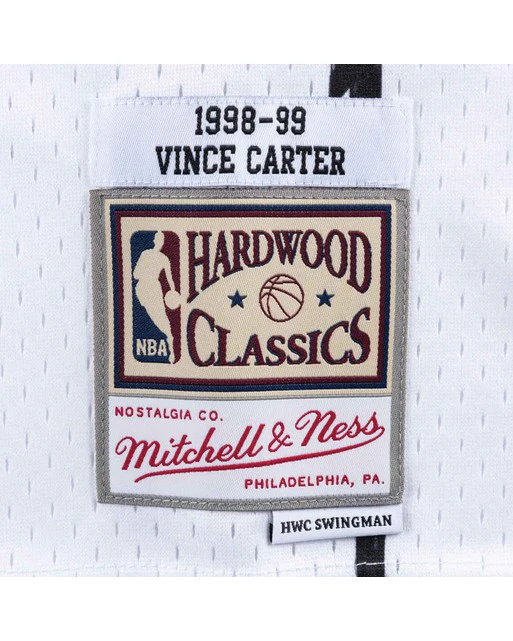 1998-99
VINCE CARTER
HARDWOOD
CLASSICS
NBA
NOSTALGIA CO.
Mitchell & Ness
PHILADELPHIA, PA.
HWC SWINGMAN